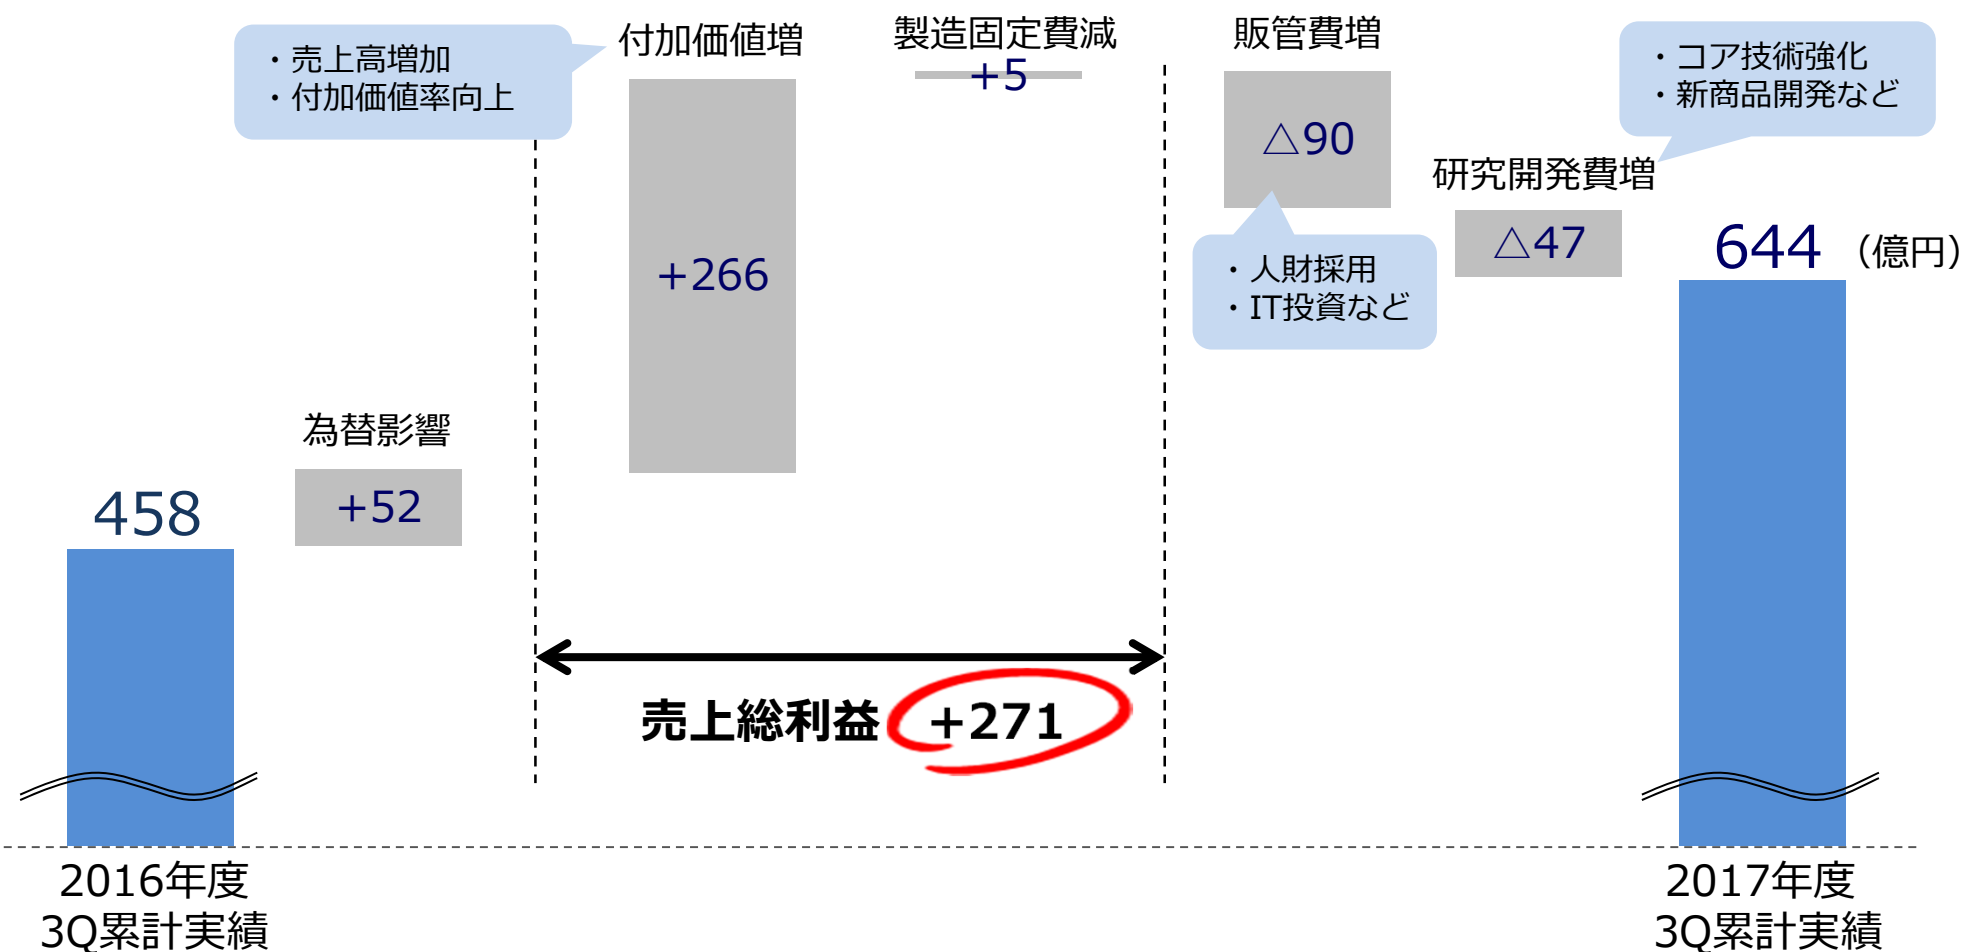 ・売上高増加
・付加価値率向上
付加価値増
製造固定費減
+5
販管費増
△90
・コア技術強化
・新商品開発など
研究開発費増
△47
・人財採用
・IT投資など
644
（億円）
+266
為替影響
+52
458
売上総利益 +271
2016年度
3Q累計実績
2017年度
3Q累計実績